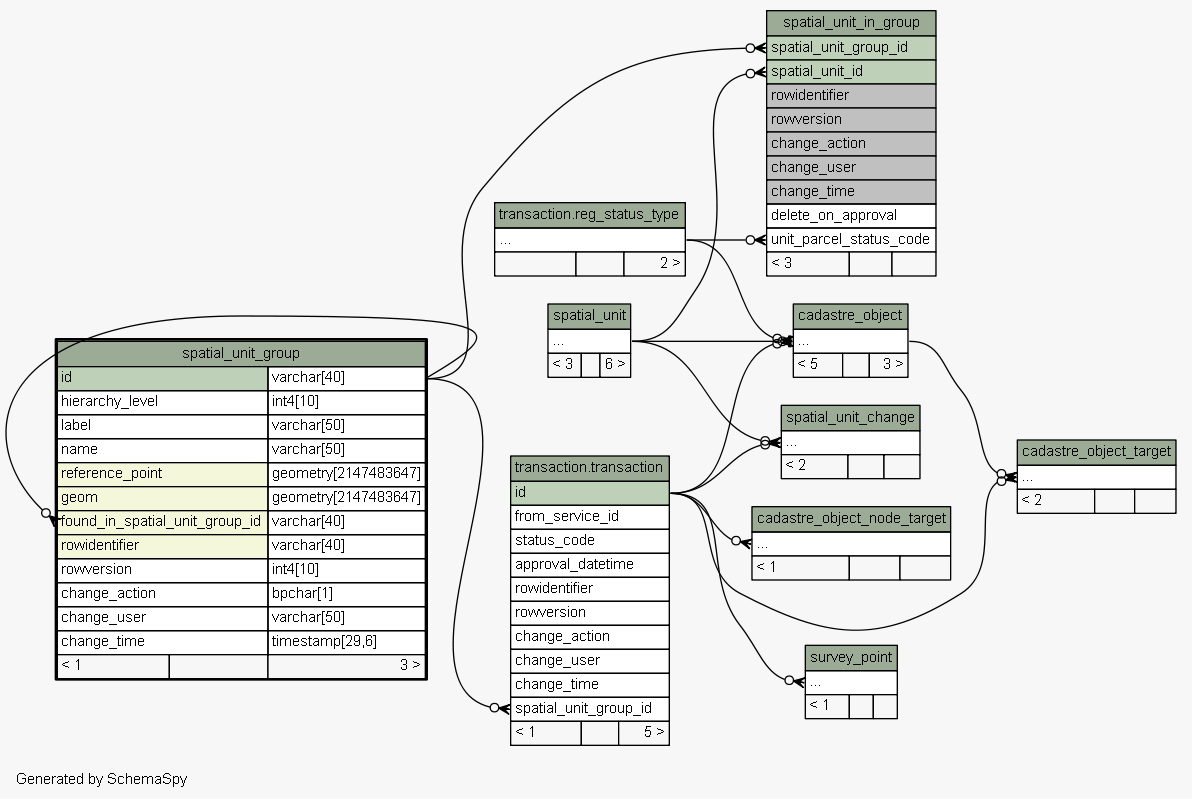 spatial_unit_in_group
spatial_unit_group_id
spatial_unit_id
rowidentifier
rowversion
change_action
change_user
change_time
delete_on_approval
unit_parcel_status_code
< 3
transaction.reg_status_type
...
2 >
spatial_unit
...
< 3 6 >
cadastre_object
...
< 5 3 >
spatial_unit_group
id varchar[40]
hierarchy_level int4[10]
label varchar[50]
name varchar[50]
reference_point geometry[2147483647]
geom geometry[2147483647]
found_in_spatial_unit_group_id varchar[40]
rowidentifier varchar[40]
rowversion int4[10]
change_action bpchar[1]
change_user varchar[50]
change_time timestamp[29,6]
< 1 3 >
spatial_unit_change
...
< 2
cadastre_object_target
...
< 2
transaction.transaction
id
from_service_id
status_code
approval_datetime
rowidentifier
rowversion
change_action
change_user
change_time
spatial_unit_group_id
< 1 5 >
cadastre_object_node_target
...
< 1
survey_point
...
< 1
Generated by SchemaSpy